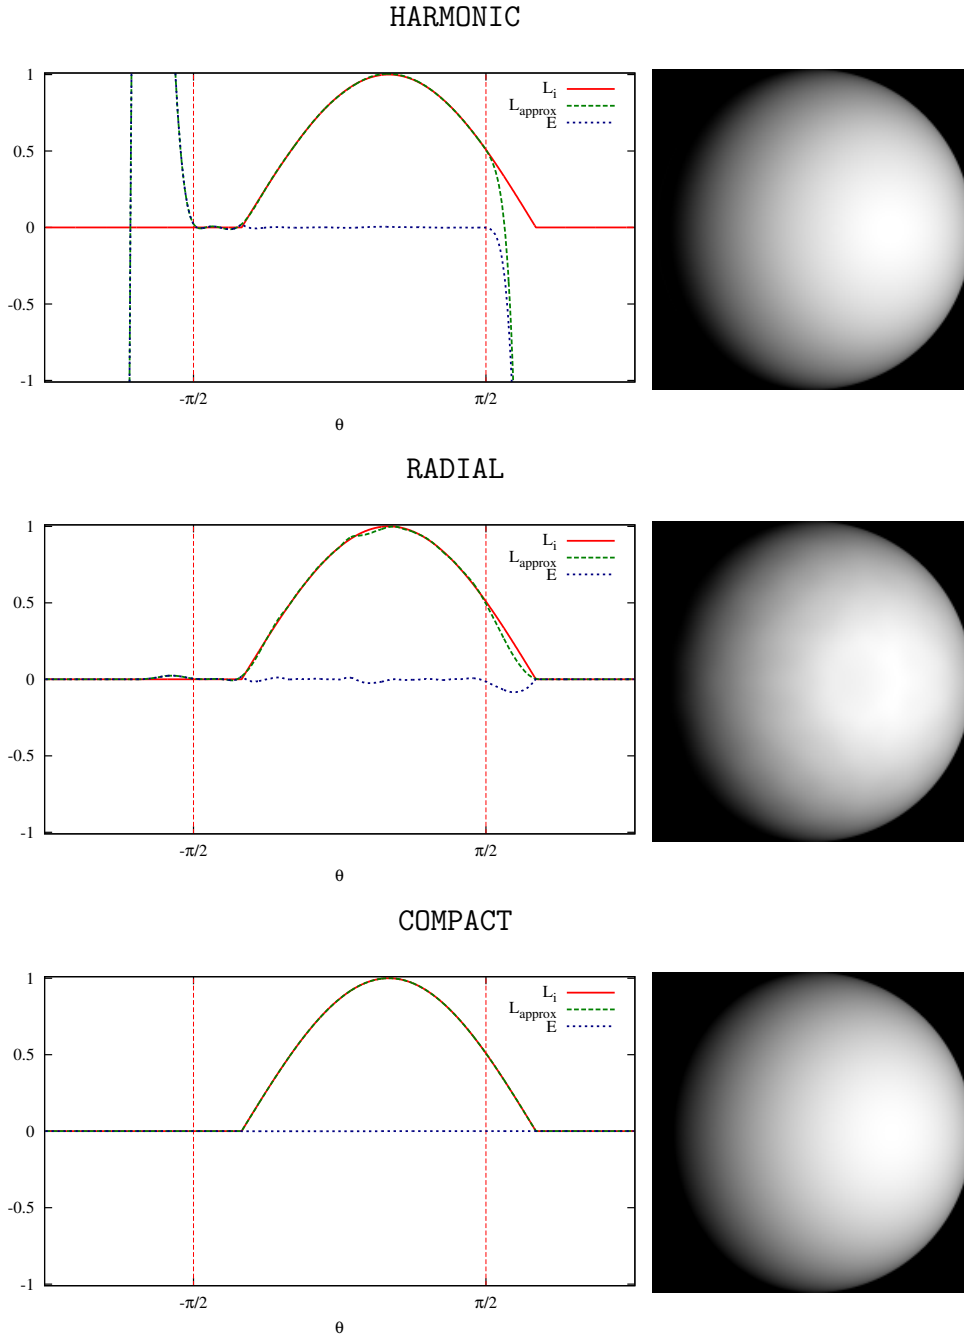 HARMONIC
1
0.5
0
-0.5
-1
L_i
L_approx
E
-π/2
π/2
θ
RADIAL
1
0.5
0
-0.5
-1
L_i
L_approx
E
-π/2
π/2
θ
COMPACT
1
0.5
0
-0.5
-1
L_i
L_approx
E
-π/2
π/2
θ